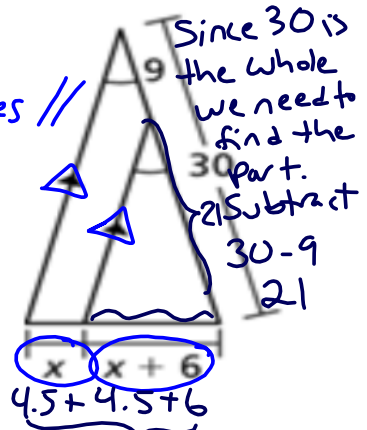 Since 30 is
9 the whole
es // we need to
find the
30 part.
21 Subtract
30-9
21
x x + 6
4.5+4.5+6